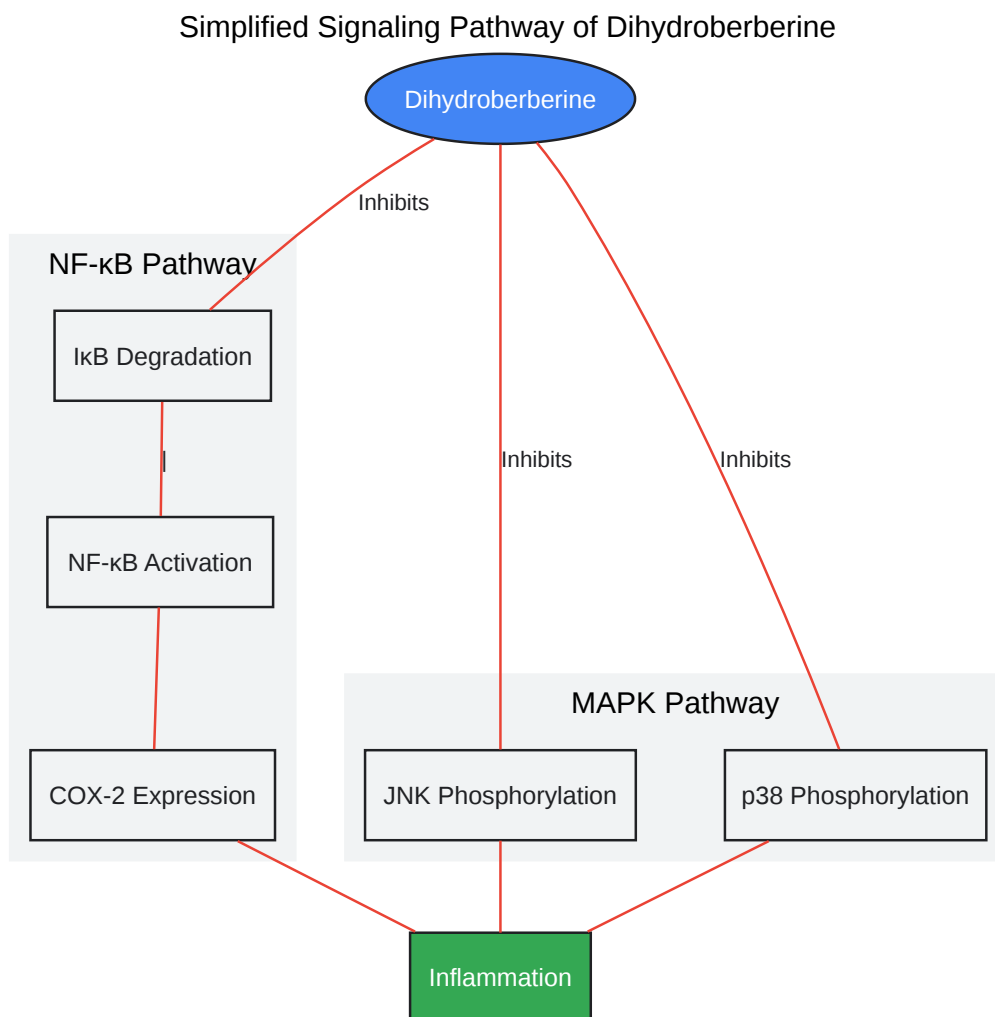 Simplified Signaling Pathway of Dihydroberberine
Dihydroberberine
Inhibits
NF-κB Pathway
IκB Degradation
Inhibits
Inhibits
|
NF-κB Activation
MAPK Pathway
COX-2 Expression
JNK Phosphorylation
p38 Phosphorylation
Inflammation